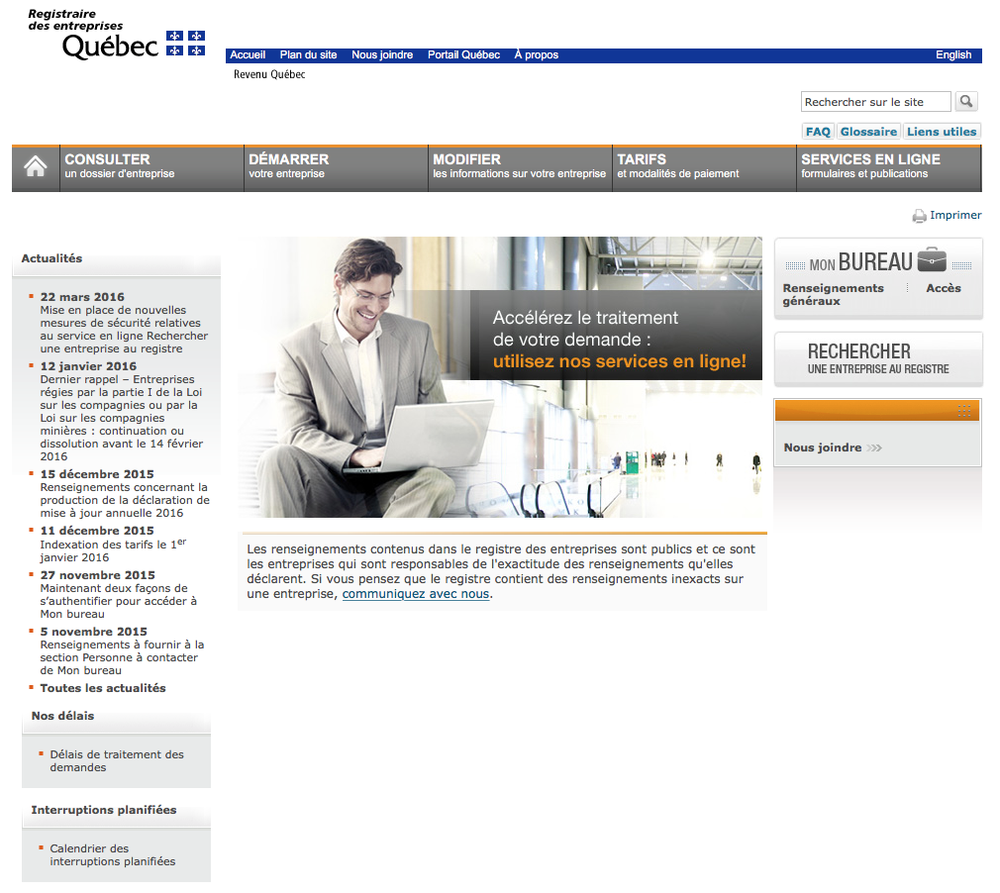 Registraire
des entreprises
Québec
Accueil Plan du site Nous joindre Portail Québec À propos English
Revenu Québec
Rechercher sur le site
FAQ Glossaire Liens utiles
CONSULTER
un dossier d'entreprise
DÉMARRER
votre entreprise
MODIFIER
les informations sur votre entreprise
TARIFS
et modalités de paiement
SERVICES EN LIGNE
formulaires et publications
Imprimer
Actualités
22 mars 2016
Mise en place de nouvelles
mesures de sécurité relatives
au service en ligne Rechercher
une entreprise au registre
12 janvier 2016
Dernier rappel – Entreprises
régies par la partie I de la Loi
sur les compagnies ou par la
Loi sur les compagnies
minières : continuation ou
dissolution avant le 14 février
2016
15 décembre 2015
Renseignements concernant la
production de la déclaration de
mise à jour annuelle 2016
11 décembre 2015
Indexation des tarifs le 1er
janvier 2016
27 novembre 2015
Maintenant deux façons de
s’authentifier pour accéder à
Mon bureau
5 novembre 2015
Renseignements à fournir à la
section Personne à contacter
de Mon bureau
Toutes les actualités
Nos délais
Délais de traitement des
demandes
Interruptions planifiées
Calendrier des
interruptions planifiées
Accélérez le traitement
de votre demande :
utilisez nos services en ligne!
Les renseignements contenus dans le registre des entreprises sont publics et ce sont
les entreprises qui sont responsables de l'exactitude des renseignements qu'elles
déclarent. Si vous pensez que le registre contient des renseignements inexacts sur
une entreprise, communiquez avec nous.
MON BUREAU
Renseignements
généraux
Accès
RECHERCHER
UNE ENTREPRISE AU REGISTRE
Nous joindre